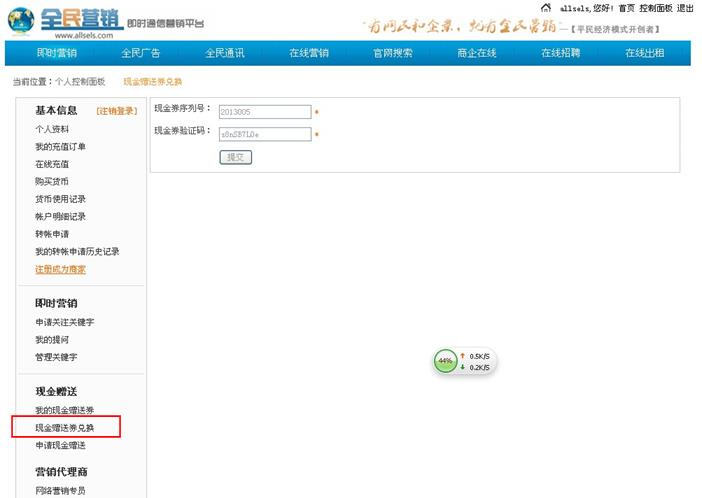 allsels,您好! 首页 控制面板 退出
全民营销 即时通信营销平台
www.allsels.com
有网民和企业,就有全民营销 —【平民经济模式开创者】
即时营销 全民广告 全民通讯 在线营销 官网搜索 商企在线 在线招聘 在线出租
当前位置：个人控制面板 现金赠送券兑换
基本信息 [注销登录]
个人资料
我的充值订单
在线充值
购买货币
货币使用记录
帐户明细记录
转帐申请
我的转帐申请历史记录
注册成为商家
即时营销
申请关注关键字
我的提问
管理关键字
现金赠送
我的现金赠送券
现金赠送券兑换
申请现金赠送
营销代理商
网络营销专员
现金券序列号： 2013005 *
现金券验证码： s8nSB7L0e *
提交
44% 0.5K/S
0.2K/S